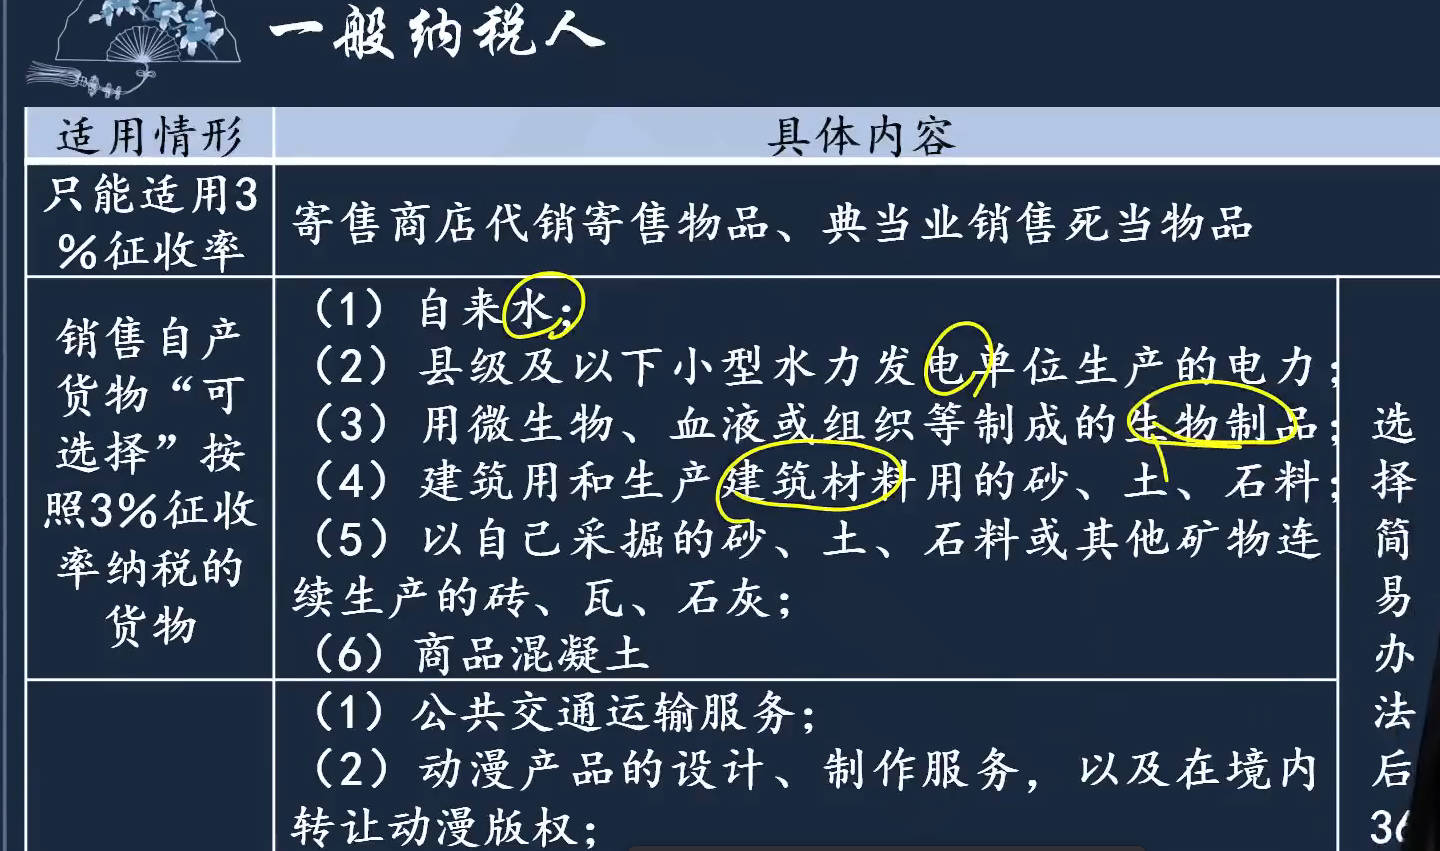 一般纳税人
适用情形
具体内容
只能适用3
%征收率
寄售商店代销寄售物品、典当业销售死当物品
销售自产
货物“可
选择”按
照3%征收
率纳税的
货物
（1）自来水；
（2）县级及以下小型水力发电单位生产的电力；
（3）用微生物、血液或组织等制成的生物制品；
（4）建筑用和生产建筑材料用的砂、土、石料；
（5）以自己采掘的砂、土、石料或其他矿物连
续生产的砖、瓦、石灰；
（6）商品混凝土
（1）公共交通运输服务；
（2）动漫产品的设计、制作服务，以及在境内
转让动漫版权；
选
择
简
易
办
法
后
36